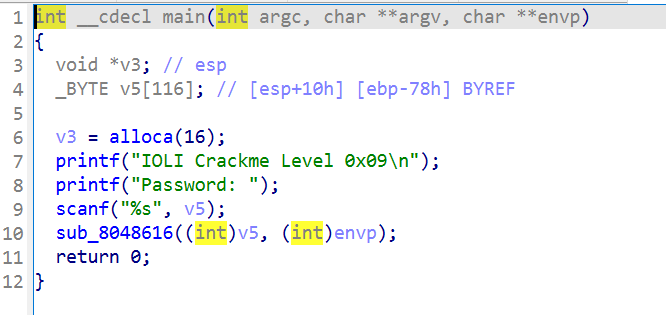 1 int __cdecl main(int argc, char **argv, char **envp)
2 {
3 void *v3; // esp
4 _BYTE v5[116]; // [esp+10h] [ebp-78h] BYREF
5
6 v3 = alloca(16);
7 printf("IOLI Crackme Level 0x09\n");
8 printf("Password: ");
9 scanf("%s", v5);
10 sub_8048616((int)v5, (int)envp);
11 return 0;
12 }